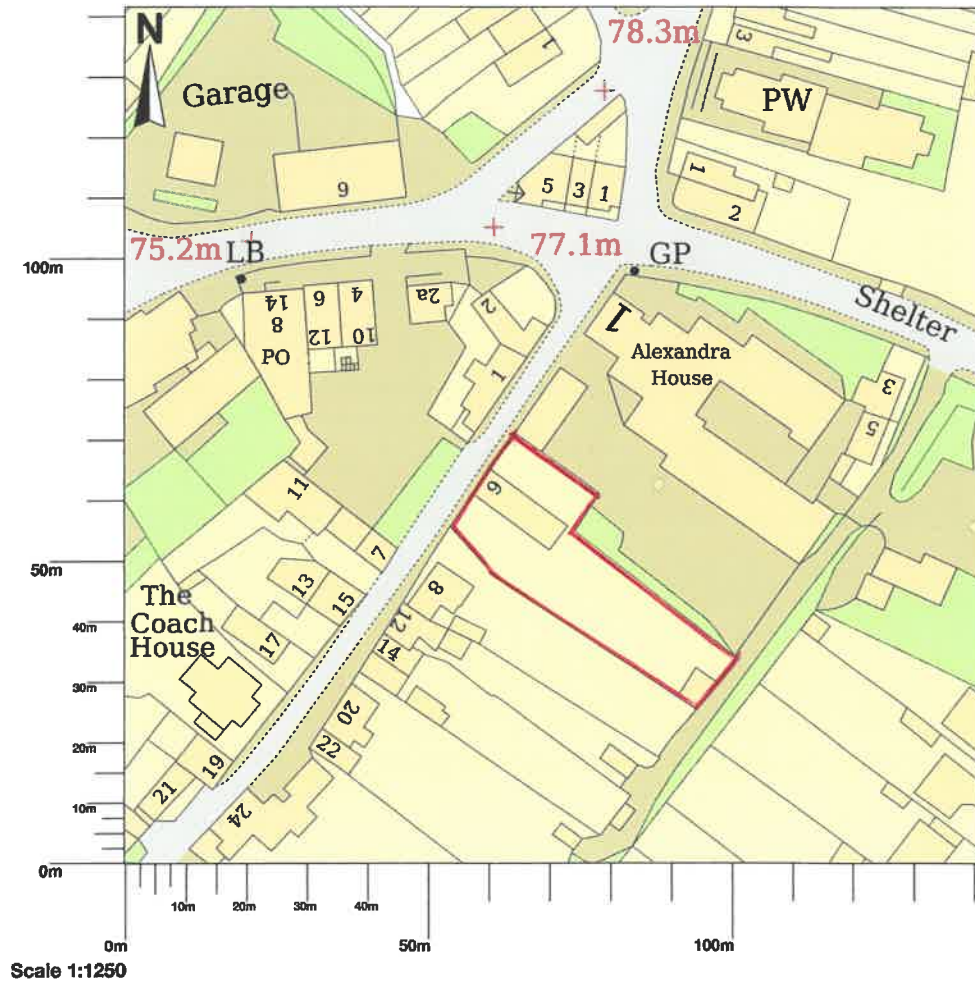 78.3m
N
1
3
Garage
PW
9
5 3 1
1
2
75.2m
LB
77.1m
GP
100m
14
8
6
4
12
10
2a
2
PO
1
1
Alexandra
House
Shelter
3
5
11
6
50m
7
13
15
8
The
Coach
House
12
17
14
40m
30m
20
22
20m
19
21
24
10m
0m
10m
20m
30m
40m
0m
50m
100m
Scale 1:1250